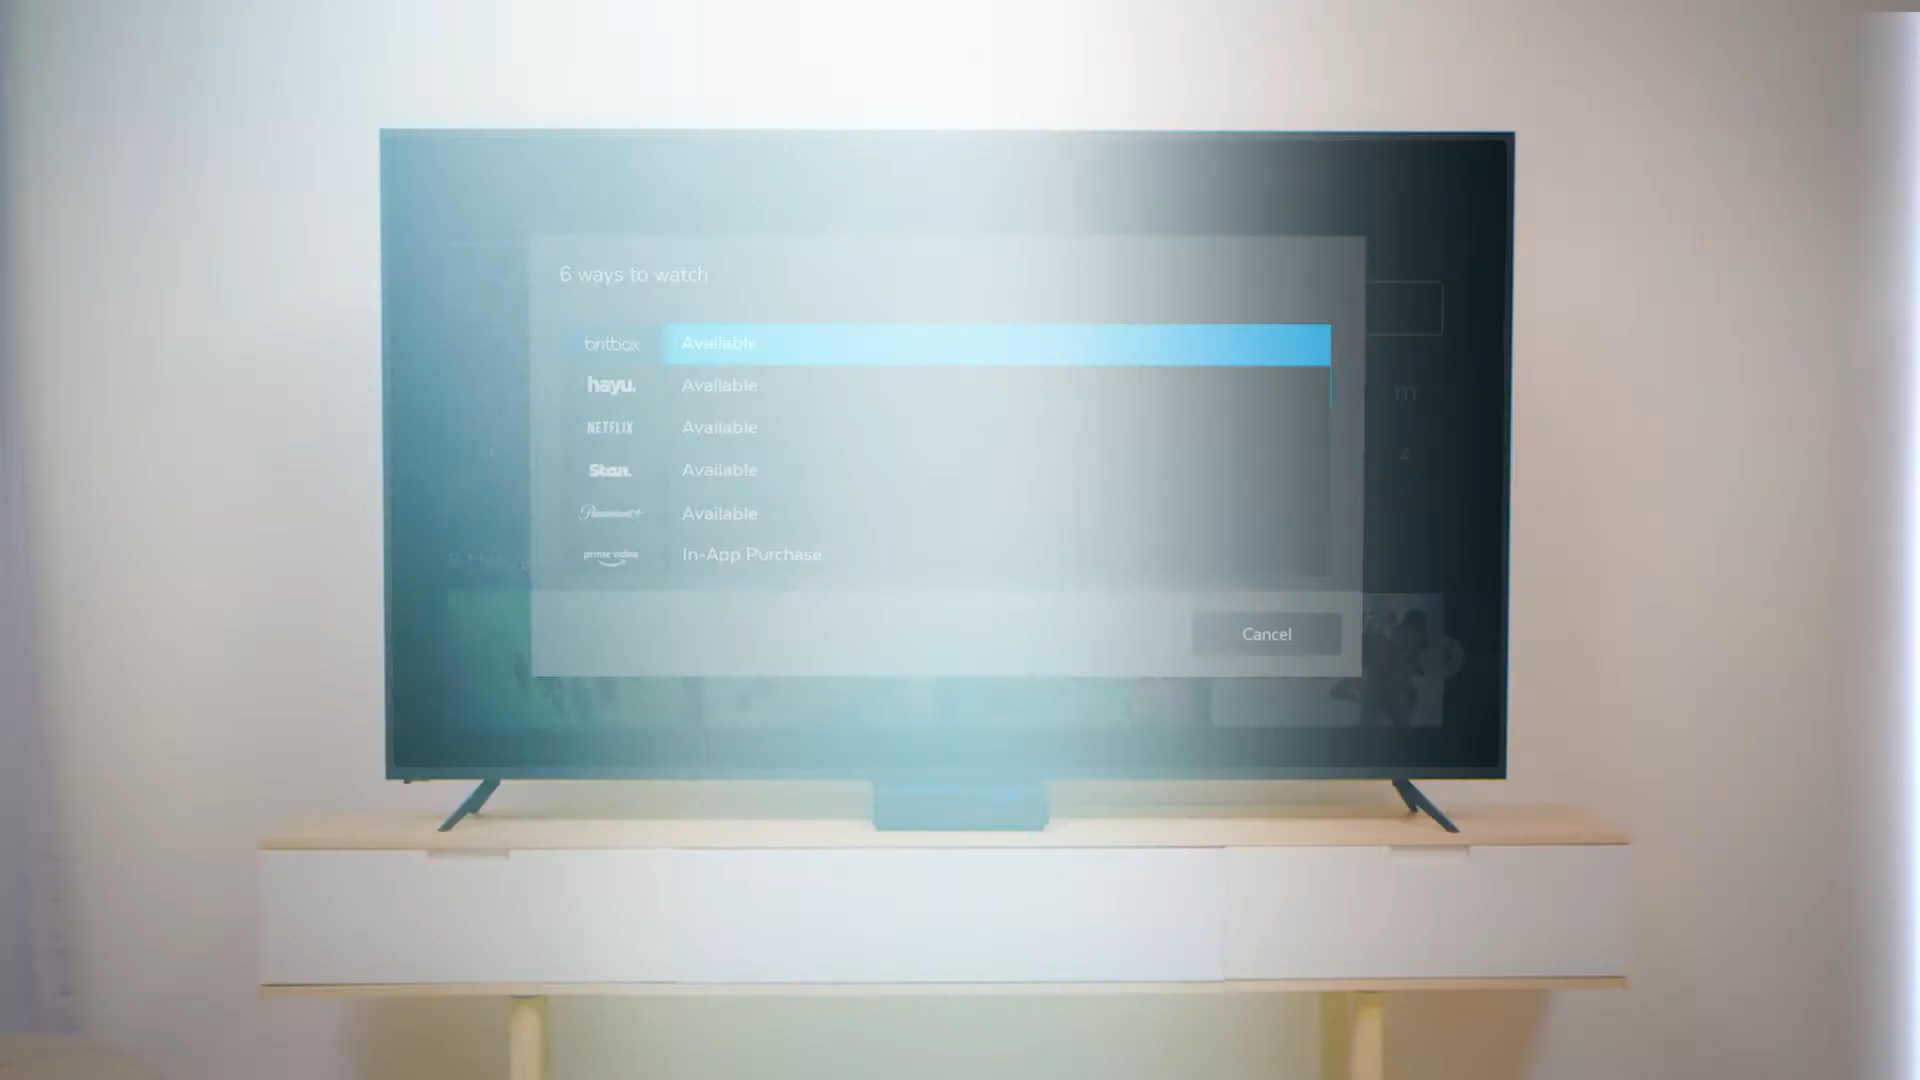 6 ways to watch
britbox Available
hayu. Available
NETFLIX Available
Stan. Available
Paramount+ Available
prime video In-App Purchase
Cancel